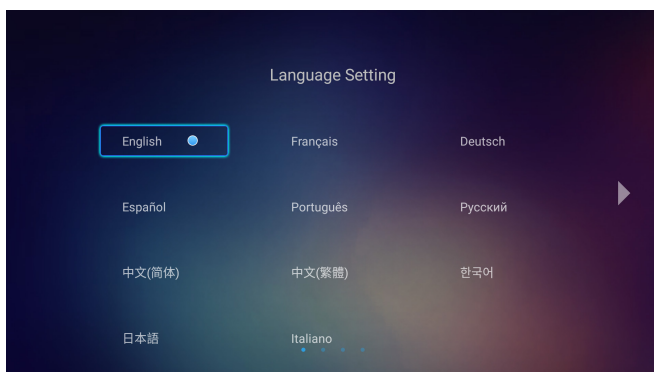 Language Setting
English Français Deutsch
Español Português Русский
中文(简体) 中文(繁體) 한국어
日本語 Italiano